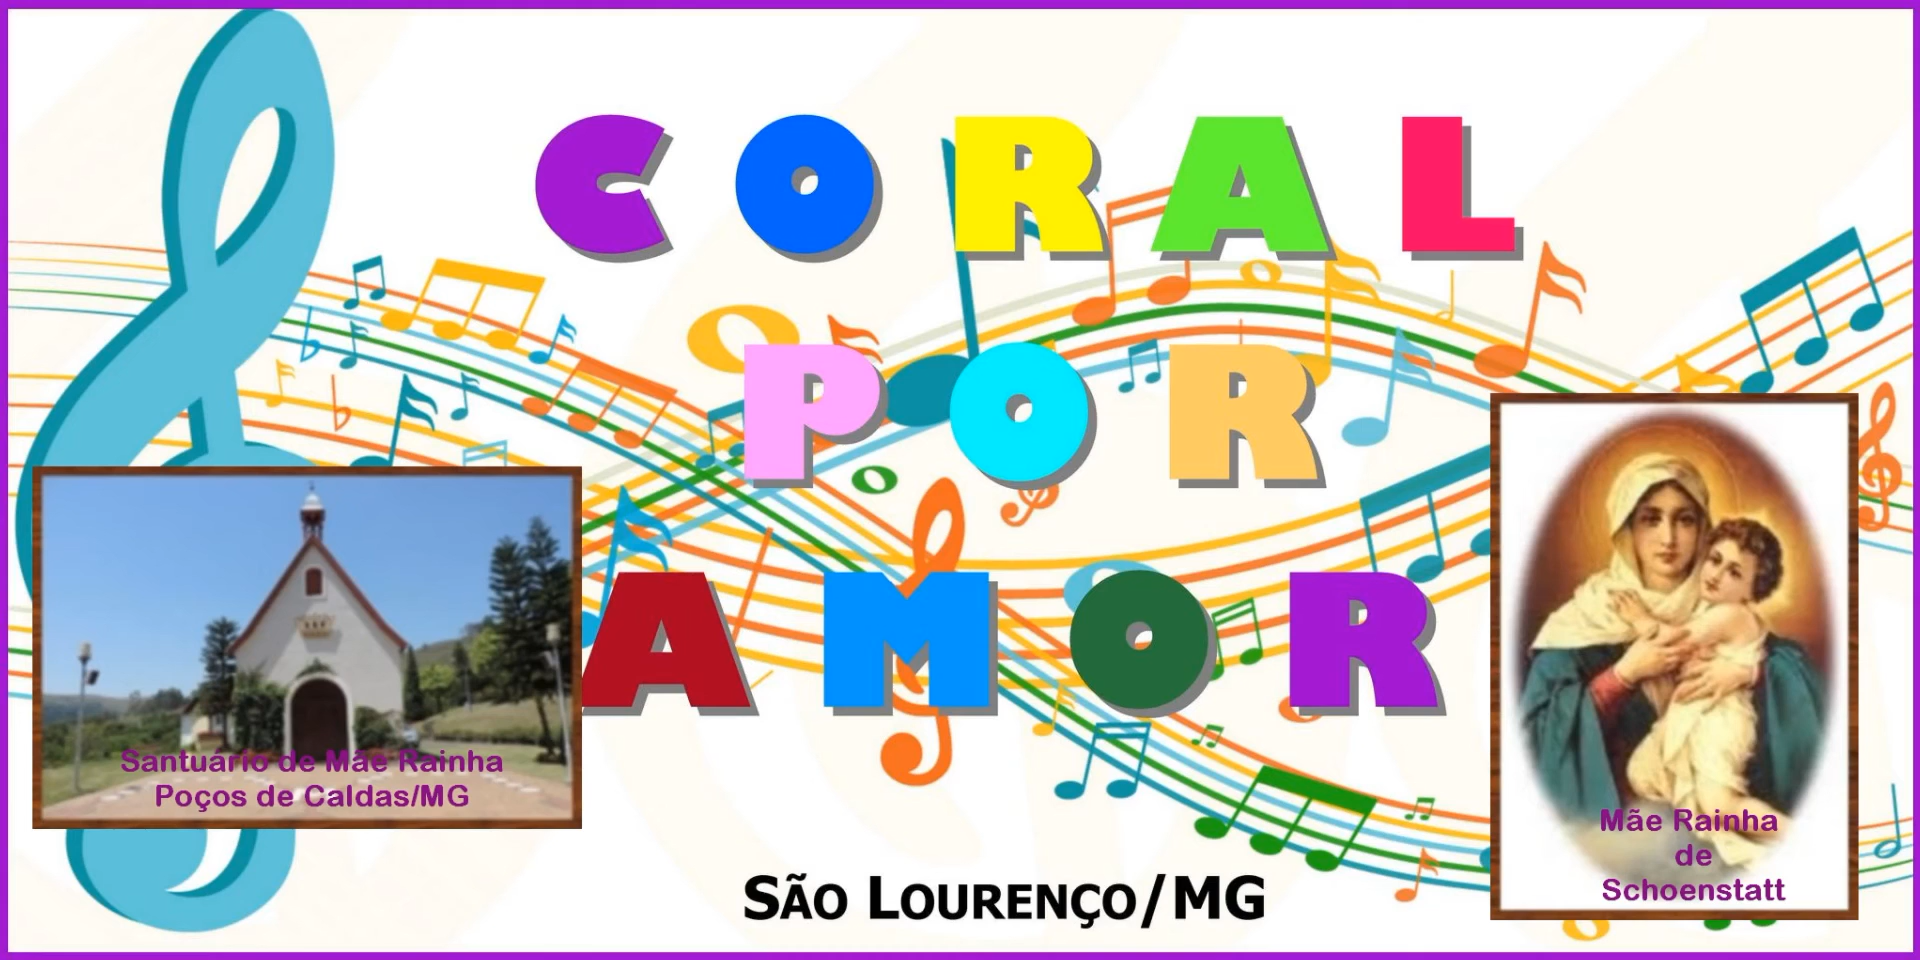 CORAL
POR
AMOR
Santuário de Mãe Rainha
Poços de Caldas/MG
Mãe Rainha
de
Schoenstatt
SÃO LOURENÇO/MG